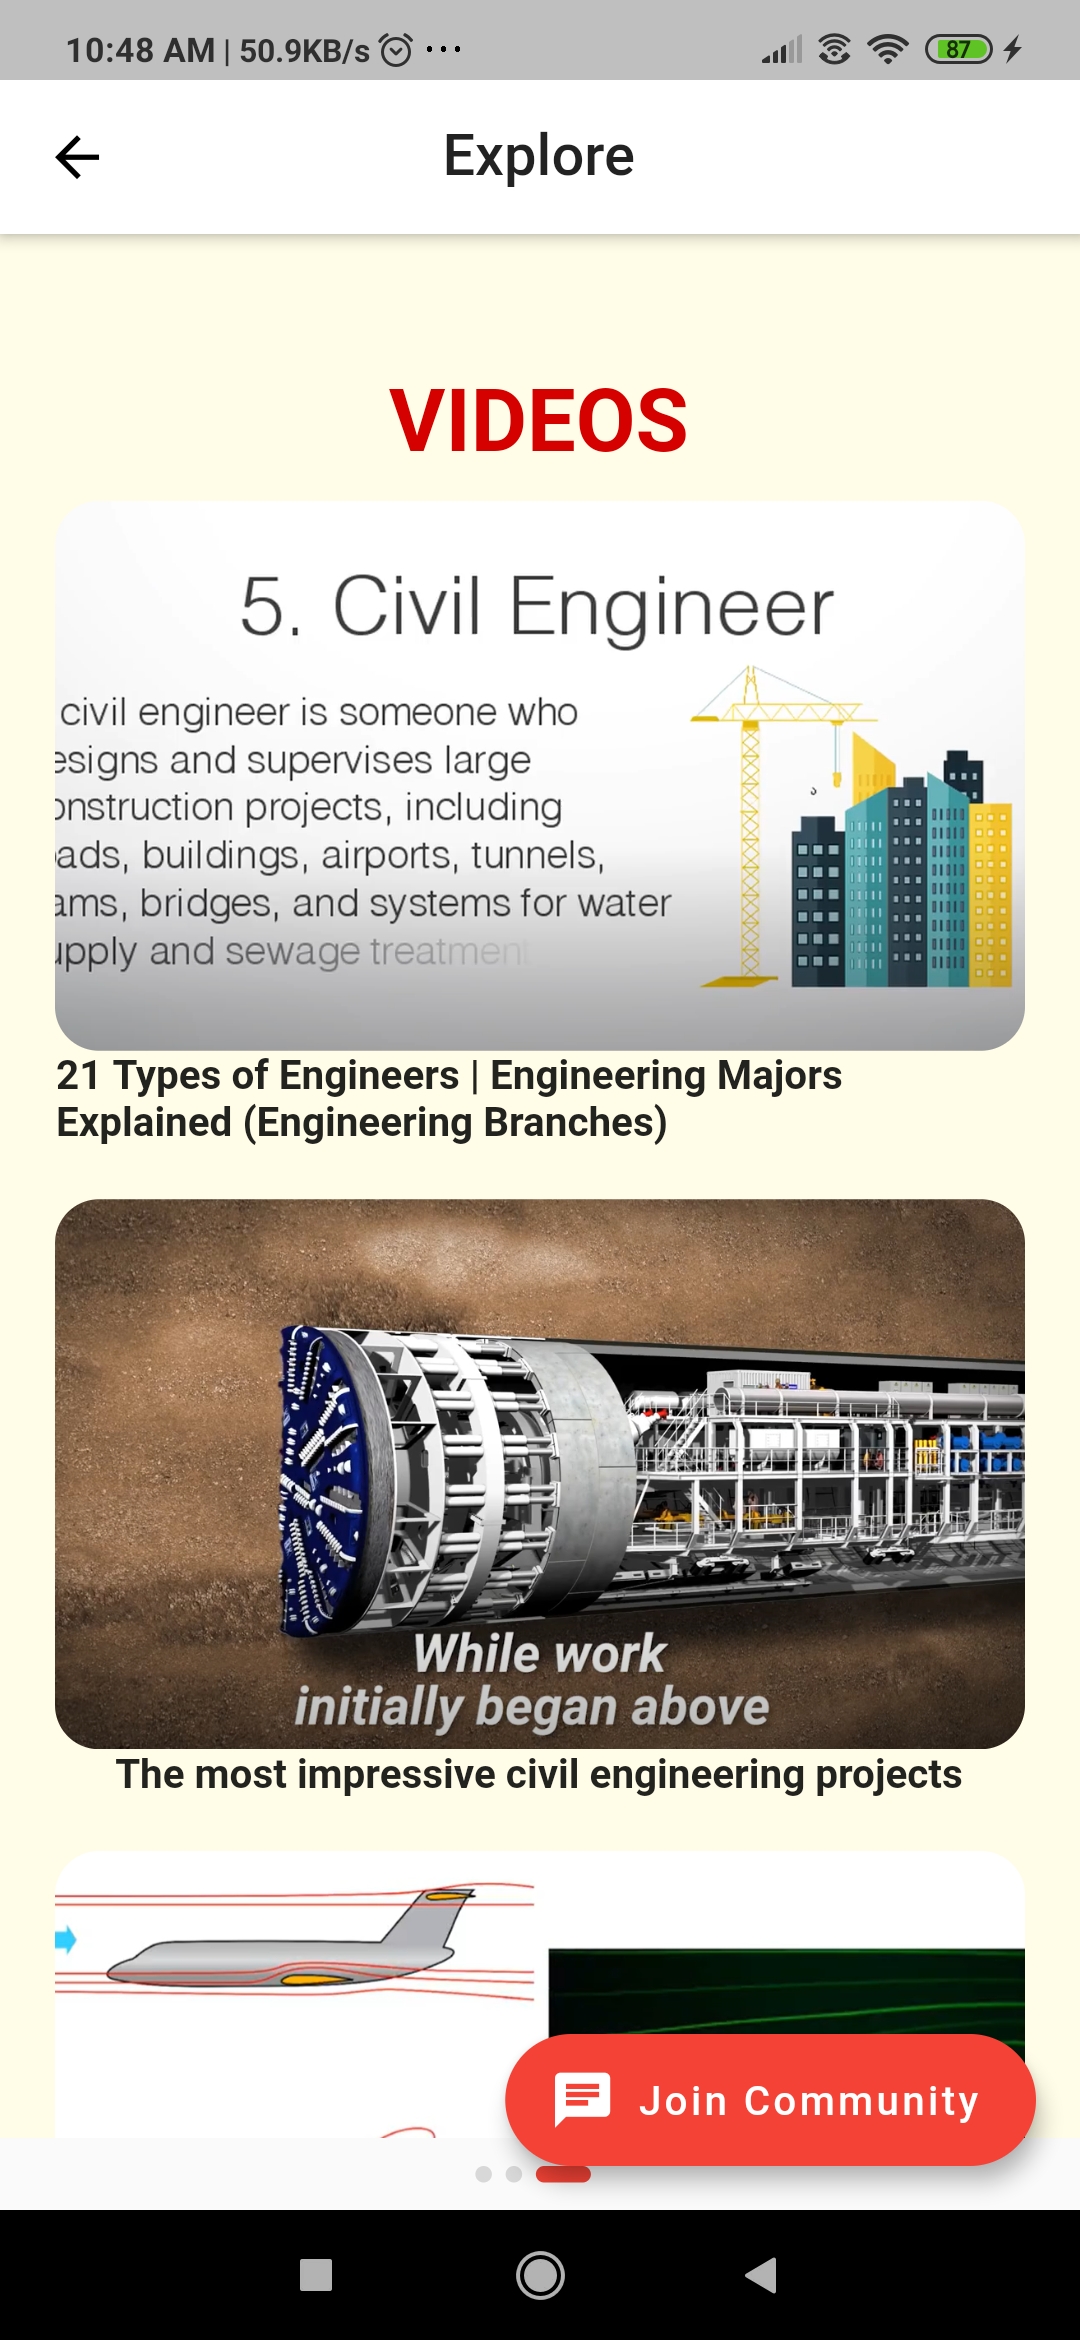 10:48 AM | 50.9KB/s ...
87
Explore
VIDEOS
5. Civil Engineer
civil engineer is someone who
esigns and supervises large
onstruction projects, including
ads, buildings, airports, tunnels,
ams, bridges, and systems for water
upply and sewage treatment
21 Types of Engineers | Engineering Majors
Explained (Engineering Branches)
While work
initially began above
The most impressive civil engineering projects
Join Community